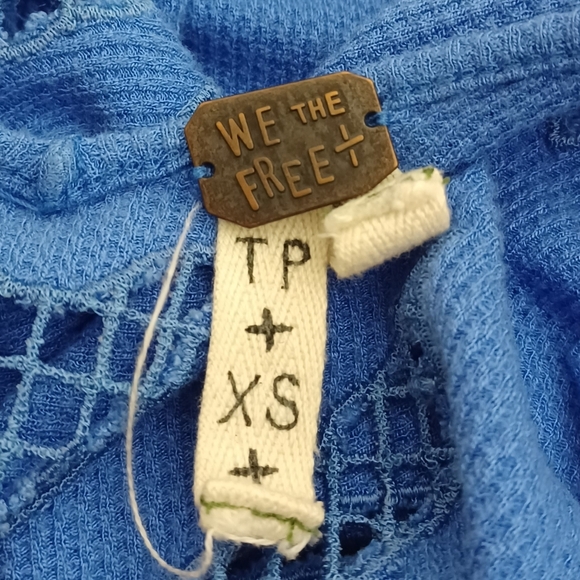 WE THE
FREE+
TP
+
XS
+